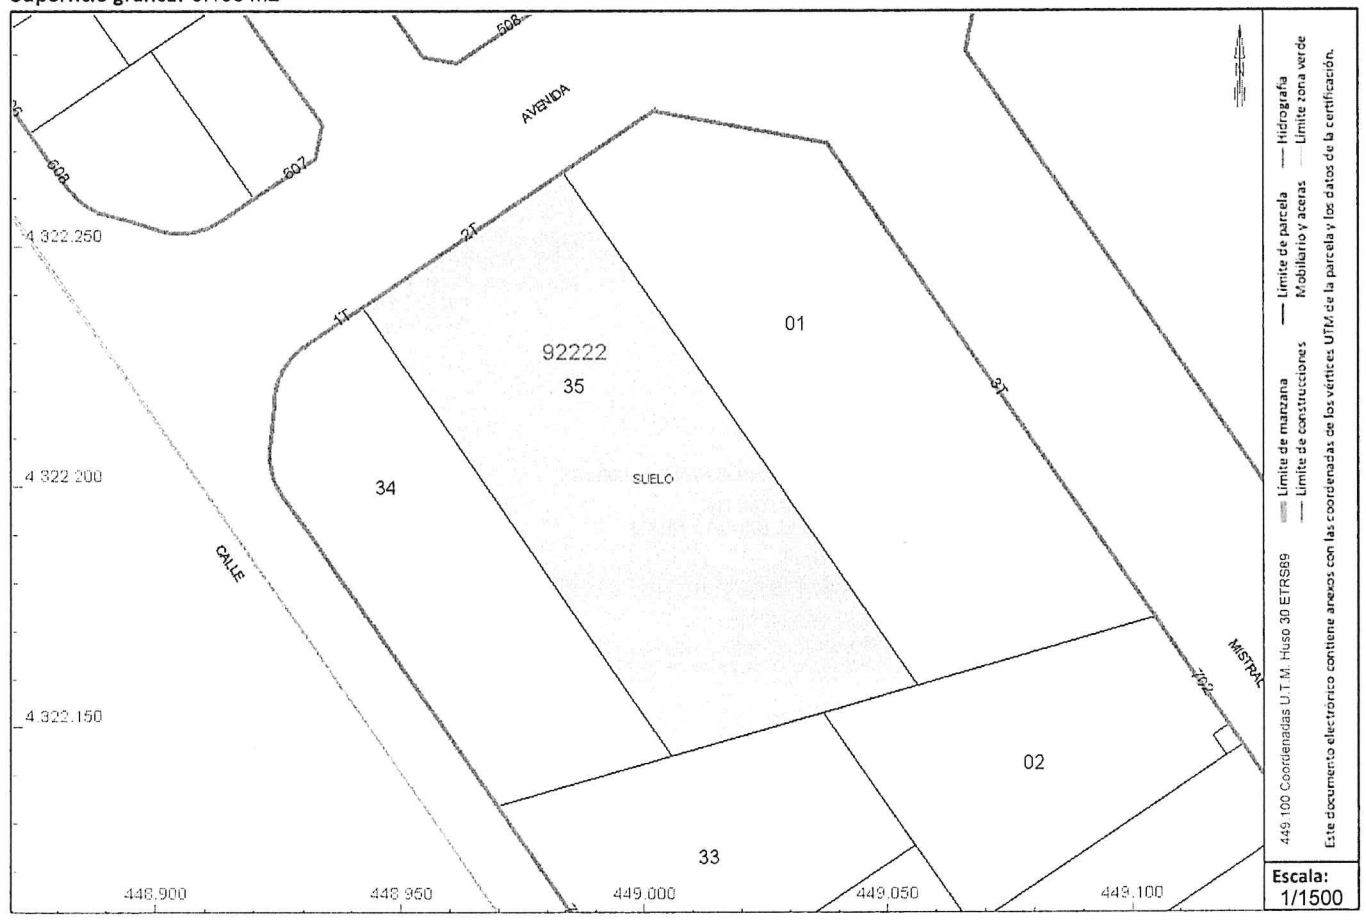 508
AVENIDA
608
607
4.322.250
2T
1T
01
92222
35
3T
4.322.200
34
SUELO
CALLE
MISTRAL
702
4.322.150
02
33
448.900
448.950
449.000
449.050
449.100
449.100 Coordenadas U.T.M. Huso 30 ETRS89
Límite de manzana
Límite de parcela
Hidrografía
Límite de construcciones
Mobiliario y aceras
Límite zona verde
Este documento electrónico contiene anexos con las coordenadas de los vértices UTM de la parcela y los datos de la certificación.
Escala:
1/1500